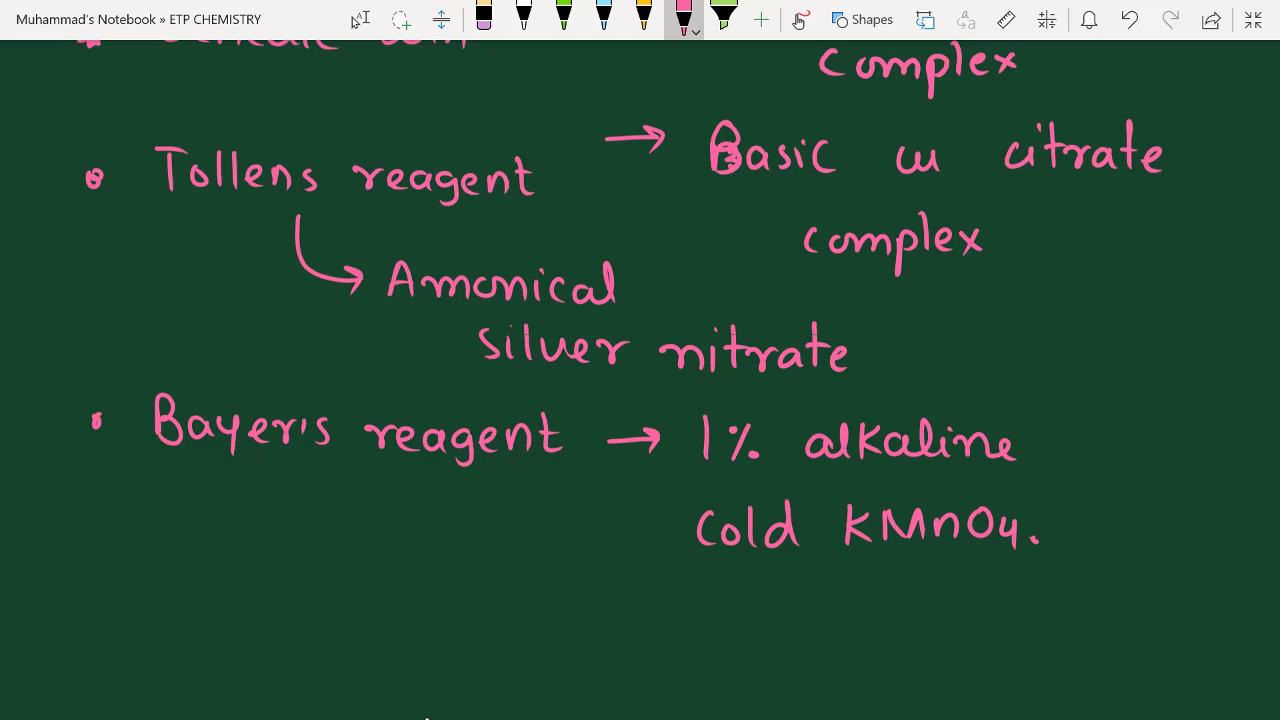 Muhammad's Notebook » ETP CHEMISTRY
Shapes
complex
• Tollens reagent
→ Basic cu citrate
complex
→ Amonical
silver nitrate
• Bayer's reagent → 1% alkaline
cold KMnO4.